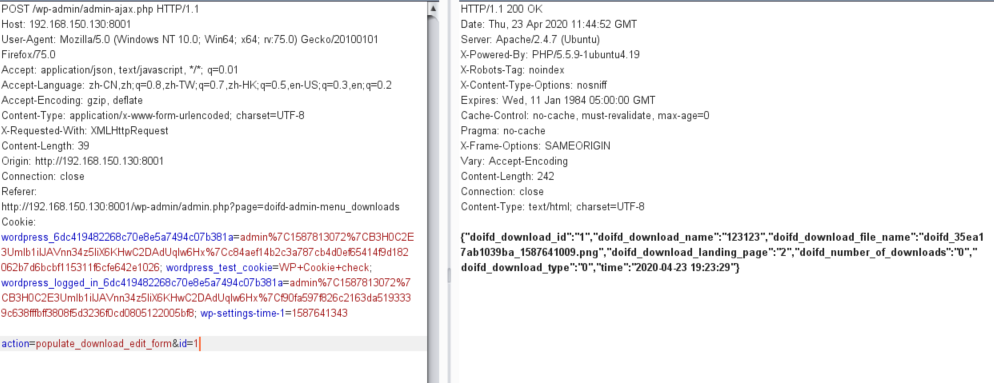 POST /wp-admin/admin-ajax.php HTTP/1.1
Host: 192.168.150.130:8001
User-Agent: Mozilla/5.0 (Windows NT 10.0; Win64; x64; rv:75.0) Gecko/20100101
Firefox/75.0
Accept: application/json, text/javascript, */*; q=0.01
Accept-Language: zh-CN,zh;q=0.8,zh-TW;q=0.7,zh-HK;q=0.5,en-US;q=0.3,en;q=0.2
Accept-Encoding: gzip, deflate
Content-Type: application/x-www-form-urlencoded; charset=UTF-8
X-Requested-With: XMLHttpRequest
Content-Length: 39
Origin: http://192.168.150.130:8001
Connection: close
Referer:
http://192.168.150.130:8001/wp-admin/admin.php?page=doifd-admin-menu_downloads
Cookie:
wordpress_6dc419482268c70e8e5a7494c07b381a=admin%7C1587813072%7CB3H0C2E
3Umlb1iIJAVnn34z5IiX6KHwC2DAdUqlw6Hx%7Cc84aef14b2c3a787cb4d0ef65414f9d182
062b7d6bcbf115311f6cfe642e1026; wordpress_test_cookie=WP+Cookie+check;
wordpress_logged_in_6dc419482268c70e8e5a7494c07b381a=admin%7C1587813072%7
CB3H0C2E3Umlb1iIJAVnn34z5IiX6KHwC2DAdUqlw6Hx%7Cf90fa597f826c2163da519333
9c638fffbff3808f5d3236f0cd0805122005bf8; wp-settings-time-1=1587641343
action=populate_download_edit_form&id=1
HTTP/1.1 200 OK
Date: Thu, 23 Apr 2020 11:44:52 GMT
Server: Apache/2.4.7 (Ubuntu)
X-Powered-By: PHP/5.5.9-1ubuntu4.19
X-Robots-Tag: noindex
X-Content-Type-Options: nosniff
Expires: Wed, 11 Jan 1984 05:00:00 GMT
Cache-Control: no-cache, must-revalidate, max-age=0
Pragma: no-cache
X-Frame-Options: SAMEORIGIN
Vary: Accept-Encoding
Content-Length: 242
Connection: close
Content-Type: text/html; charset=UTF-8
{"doifd_download_id":"1","doifd_download_name":"123123","doifd_download_file_name":"doifd_35ea1
7ab1039ba_1587641009.png","doifd_download_landing_page":"2","doifd_number_of_downloads":"0","
doifd_download_type":"0","time":"2020-04-23 19:23:29"}